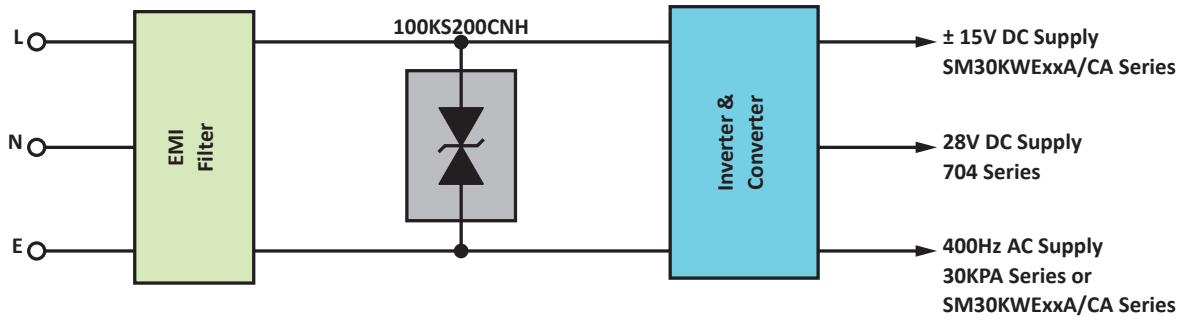 100KS200CNH
L
N
E
EMI
Filter
Inverter &
Converter
± 15V DC Supply
SM30KWExxA/CA Series
28V DC Supply
704 Series
400Hz AC Supply
30KPA Series or
SM30KWExxA/CA Series